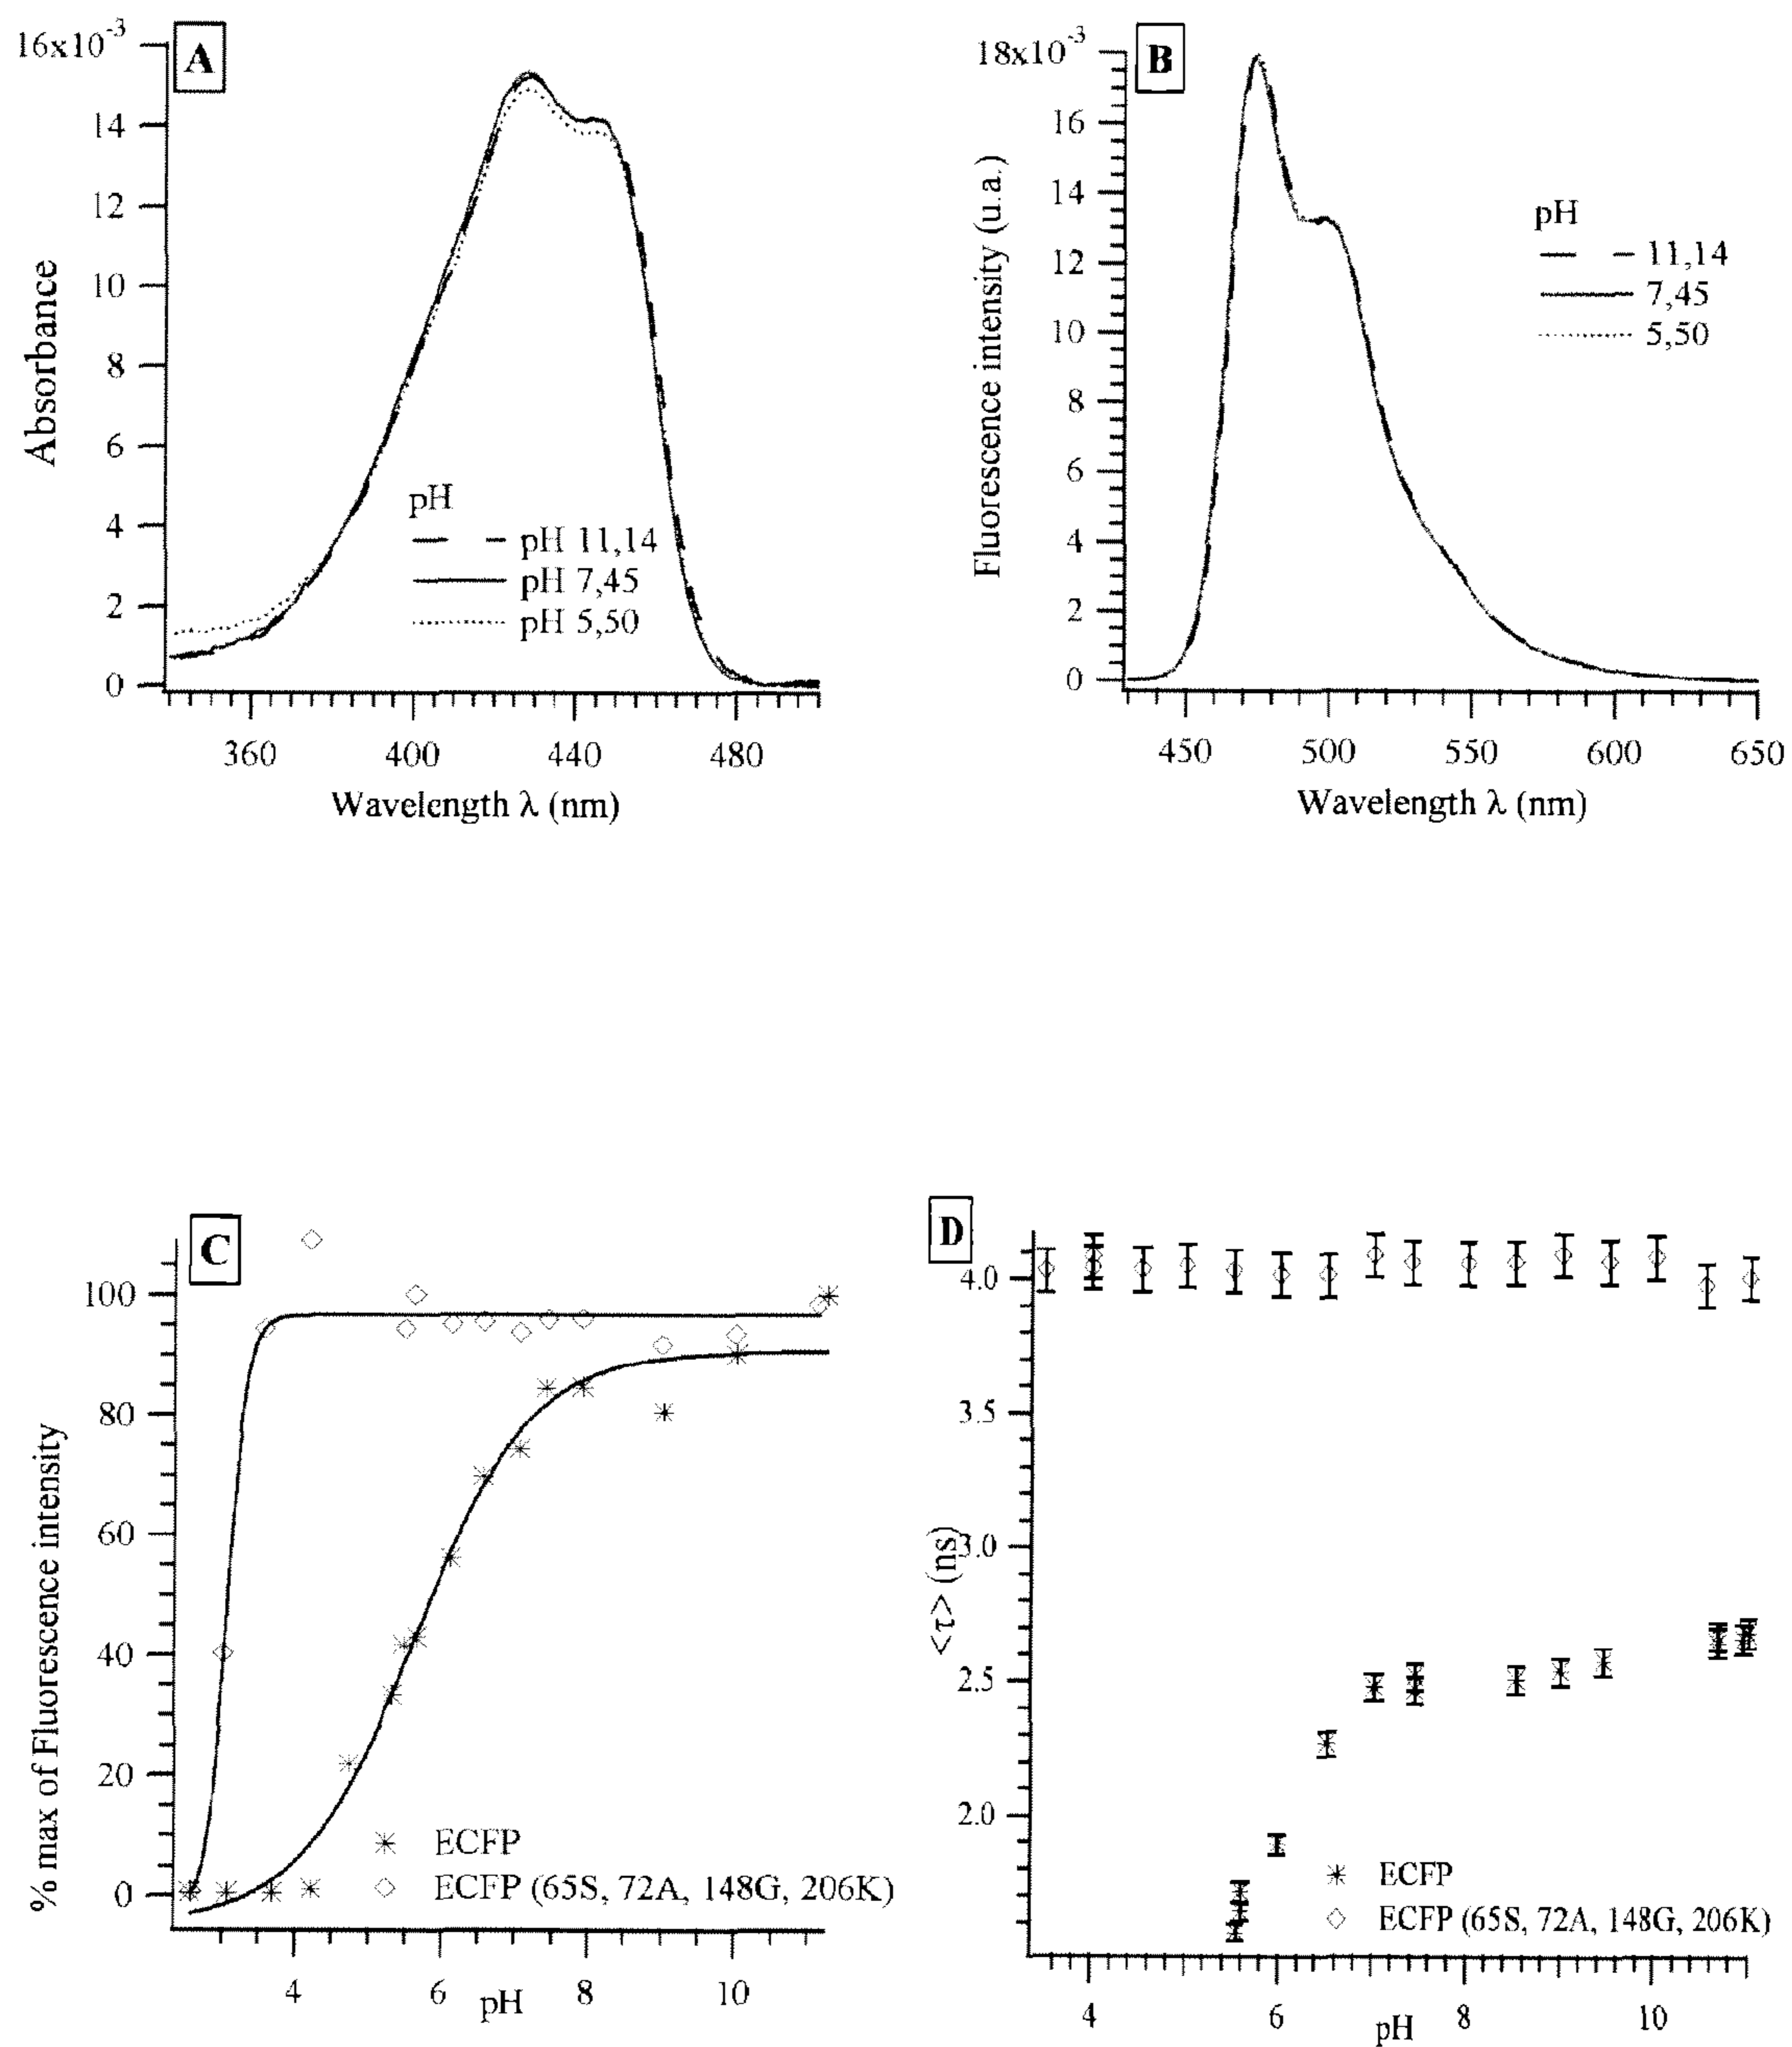 A
16x10-3
14
12
10
8
6
4
2
0
Absorbance
pH
pH 11,14
pH 7,45
pH 5,50
360 400 440 480
Wavelength λ (nm)
B
18x10-3
16
14
12
10
8
6
4
2
0
Fluorescence intensity (u.a.)
pH
11,14
7,45
5,50
450 500 550 600 650
Wavelength λ (nm)
C
100
80
60
40
20
0
% max of Fluorescence intensity
ECFP
ECFP (65S, 72A, 148G, 206K)
4 6 8 10
pH
D
4.0
3.5
3.0
2.5
2.0
<τ> (ns)
ECFP
ECFP (65S, 72A, 148G, 206K)
4 6 8 10
pH